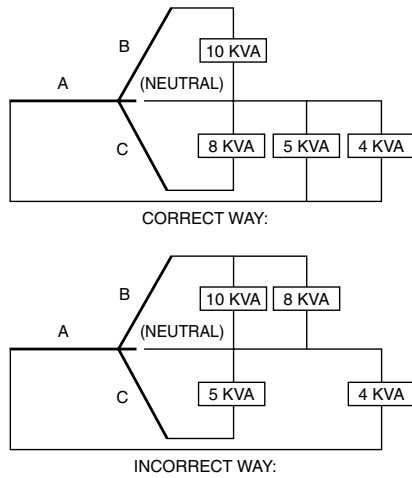 B
10 KVA
A
(NEUTRAL)
C
8 KVA
5 KVA
4 KVA
CORRECT WAY:
B
10 KVA
8 KVA
A
(NEUTRAL)
C
5 KVA
4 KVA
INCORRECT WAY: